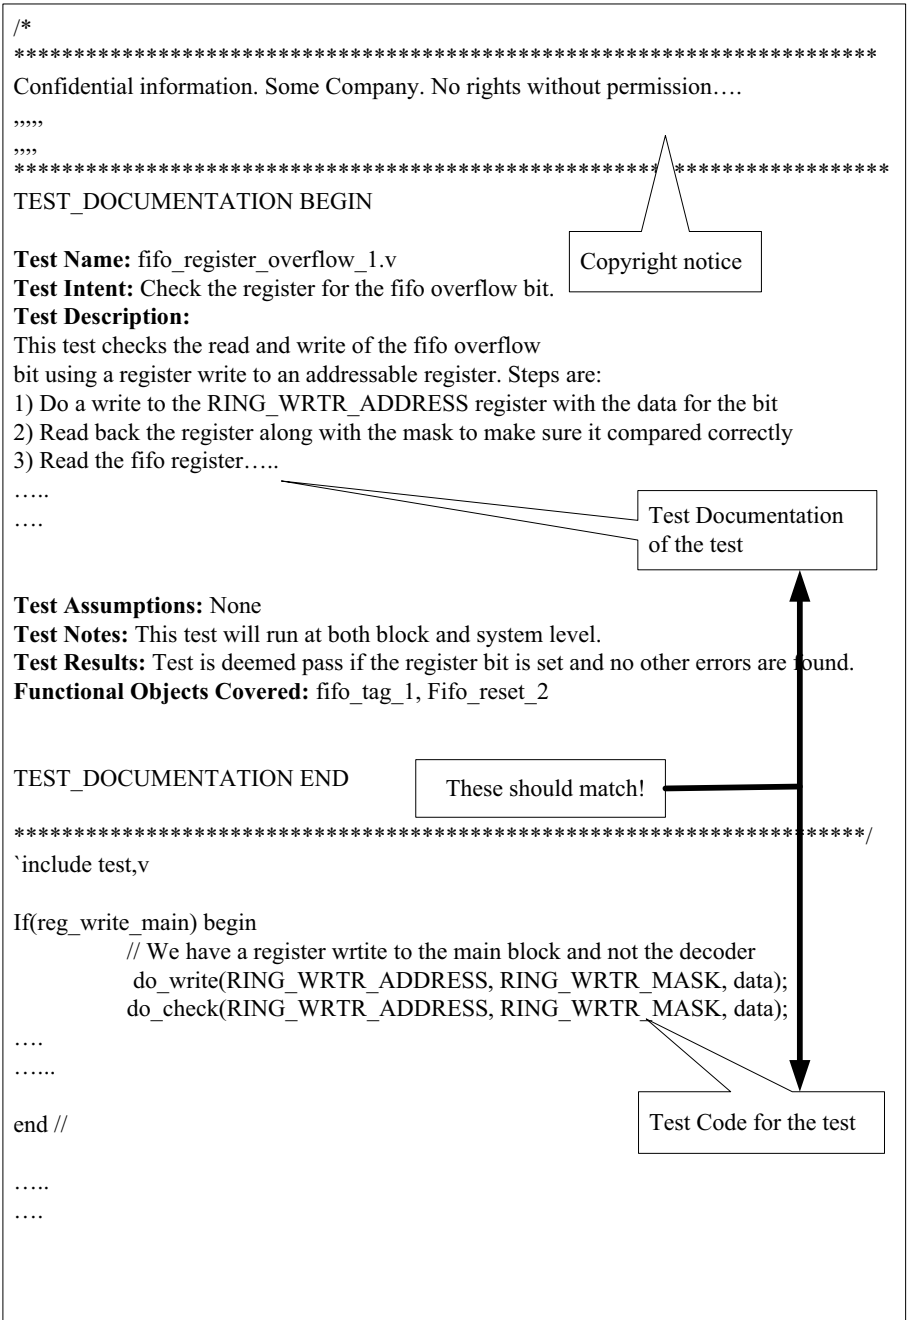 /*
************************************************************************
Confidential information. Some Company. No rights without permission….
,,,,,
,,,,
*************************************************************************
TEST_DOCUMENTATION BEGIN
Copyright notice
Test Name: fifo_register_overflow_1.v
Test Intent: Check the register for the fifo overflow bit.
Test Description:
This test checks the read and write of the fifo overflow
bit using a register write to an addressable register. Steps are:
1) Do a write to the RING_WRTR_ADDRESS register with the data for the bit
2) Read back the register along with the mask to make sure it compared correctly
3) Read the fifo register…..
…..
….
Test Documentation
of the test
Test Assumptions: None
Test Notes: This test will run at both block and system level.
Test Results: Test is deemed pass if the register bit is set and no other errors are found.
Functional Objects Covered: fifo_tag_1, Fifo_reset_2
TEST_DOCUMENTATION END
These should match!
***********************************************************************/
`include test,v
If(reg_write_main) begin
// We have a register wrtite to the main block and not the decoder
do_write(RING_WRTR_ADDRESS, RING_WRTR_MASK, data);
do_check(RING_WRTR_ADDRESS, RING_WRTR_MASK, data);
….
…...
end //
Test Code for the test
…..
….